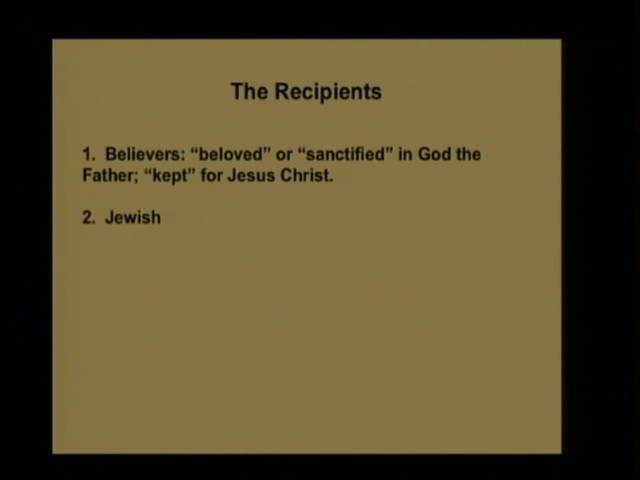 The Recipients
1. Believers: “beloved” or “sanctified” in God the
Father; “kept” for Jesus Christ.
2. Jewish